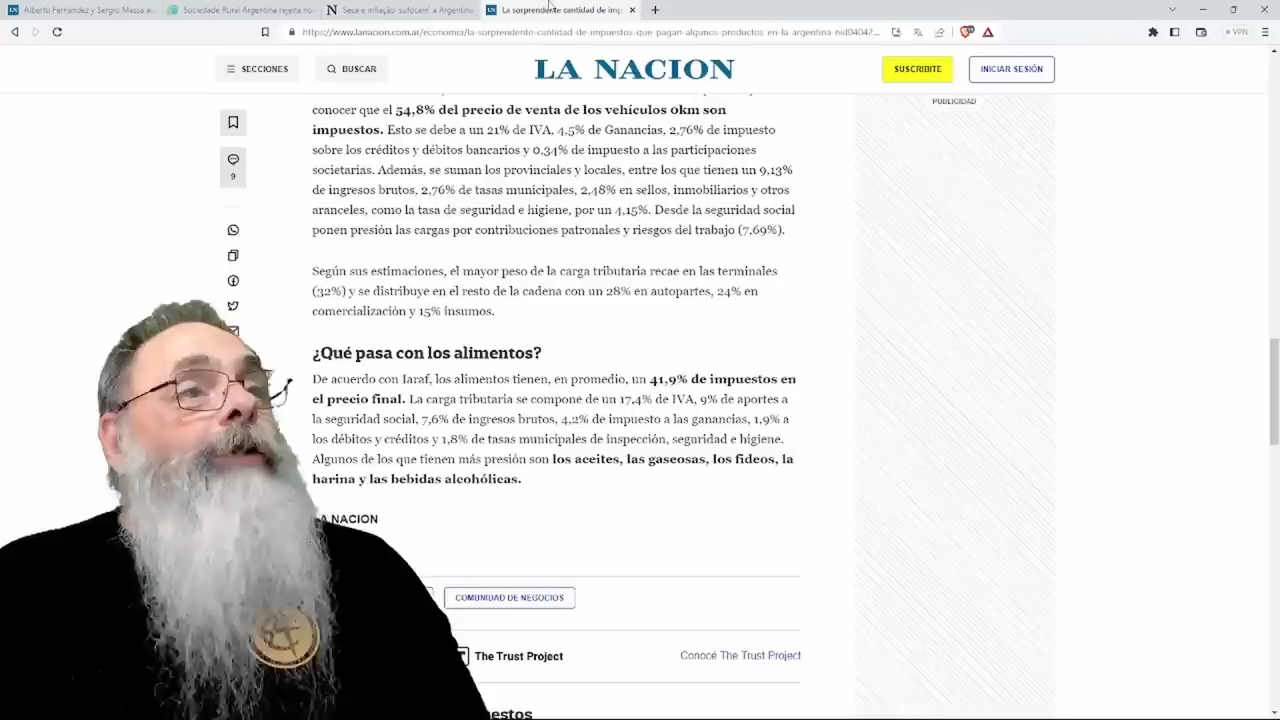 Alberto Fernández y Sergio Massa au
Sociedade Rural Argentina rejeita no
Seca e inflação 'sufocam' a Argentina
La sorprendente cantidad de imp
https://www.lanacion.com.ar/economia/la-sorprendente-cantidad-de-impuestos-que-pagan-algunos-productos-en-la-argentina-nid04042...
VPN
SECCIONES
BUSCAR
LA NACION
SUSCRIBITE
INICIAR SESIÓN
PUBLICIDAD
conocer que el 54,8% del precio de venta de los vehículos 0km son
impuestos. Esto se debe a un 21% de IVA, 4,5% de Ganancias, 2,76% de impuesto
sobre los créditos y débitos bancarios y 0,34% de impuesto a las participaciones
societarias. Además, se suman los provinciales y locales, entre los que tienen un 9,13%
de ingresos brutos, 2,76% de tasas municipales, 2,48% en sellos, inmobiliarios y otros
aranceles, como la tasa de seguridad e higiene, por un 4,15%. Desde la seguridad social
ponen presión las cargas por contribuciones patronales y riesgos del trabajo (7,69%).
9
Según sus estimaciones, el mayor peso de la carga tributaria recae en las terminales
(32%) y se distribuye en el resto de la cadena con un 28% en autopartes, 24% en
comercialización y 15% insumos.
¿Qué pasa con los alimentos?
De acuerdo con Iaraf, los alimentos tienen, en promedio, un 41,9% de impuestos en
el precio final. La carga tributaria se compone de un 17,4% de IVA, 9% de aportes a
la seguridad social, 7,6% de ingresos brutos, 4,2% de impuesto a las ganancias, 1,9% a
los débitos y créditos y 1,8% de tasas municipales de inspección, seguridad e higiene.
Algunos de los que tienen más presión son los aceites, las gaseosas, los fideos, la
harina y las bebidas alcohólicas.
LA NACION
COMUNIDAD DE NEGOCIOS
The Trust Project
Conocé The Trust Project